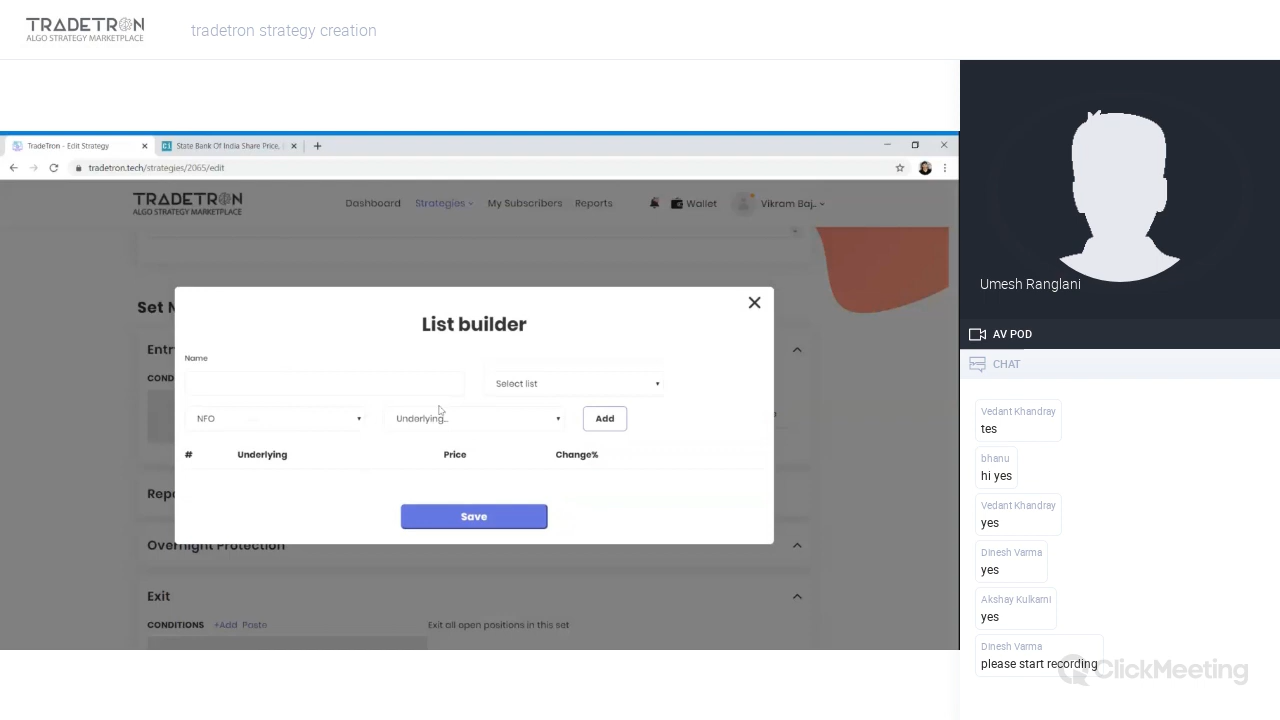 TRADETRON
ALGO STRATEGY MARKETPLACE
tradetron strategy creation
TradeTron - Edit Strategy
State Bank Of India Share Price,
tradetron.tech/strategies/2065/edit
TRADETRON
ALGO STRATEGY MARKETPLACE
Dashboard Strategies My Subscribers Reports Wallet Vikram Baj..
Set
Entr
COND
Repa
Overnight Protection
Exit
CONDITIONS +Add Paste Exit all open positions in this set
List builder
Name
Select list
NFO Underlying... Add
# Underlying Price Change%
Save
Umesh Ranglani
AV POD
CHAT
Vedant Khandray
tes
bhanu
hi yes
Vedant Khandray
yes
Dinesh Varma
yes
Akshay Kulkarni
yes
Dinesh Varma
please start recording
ClickMeeting